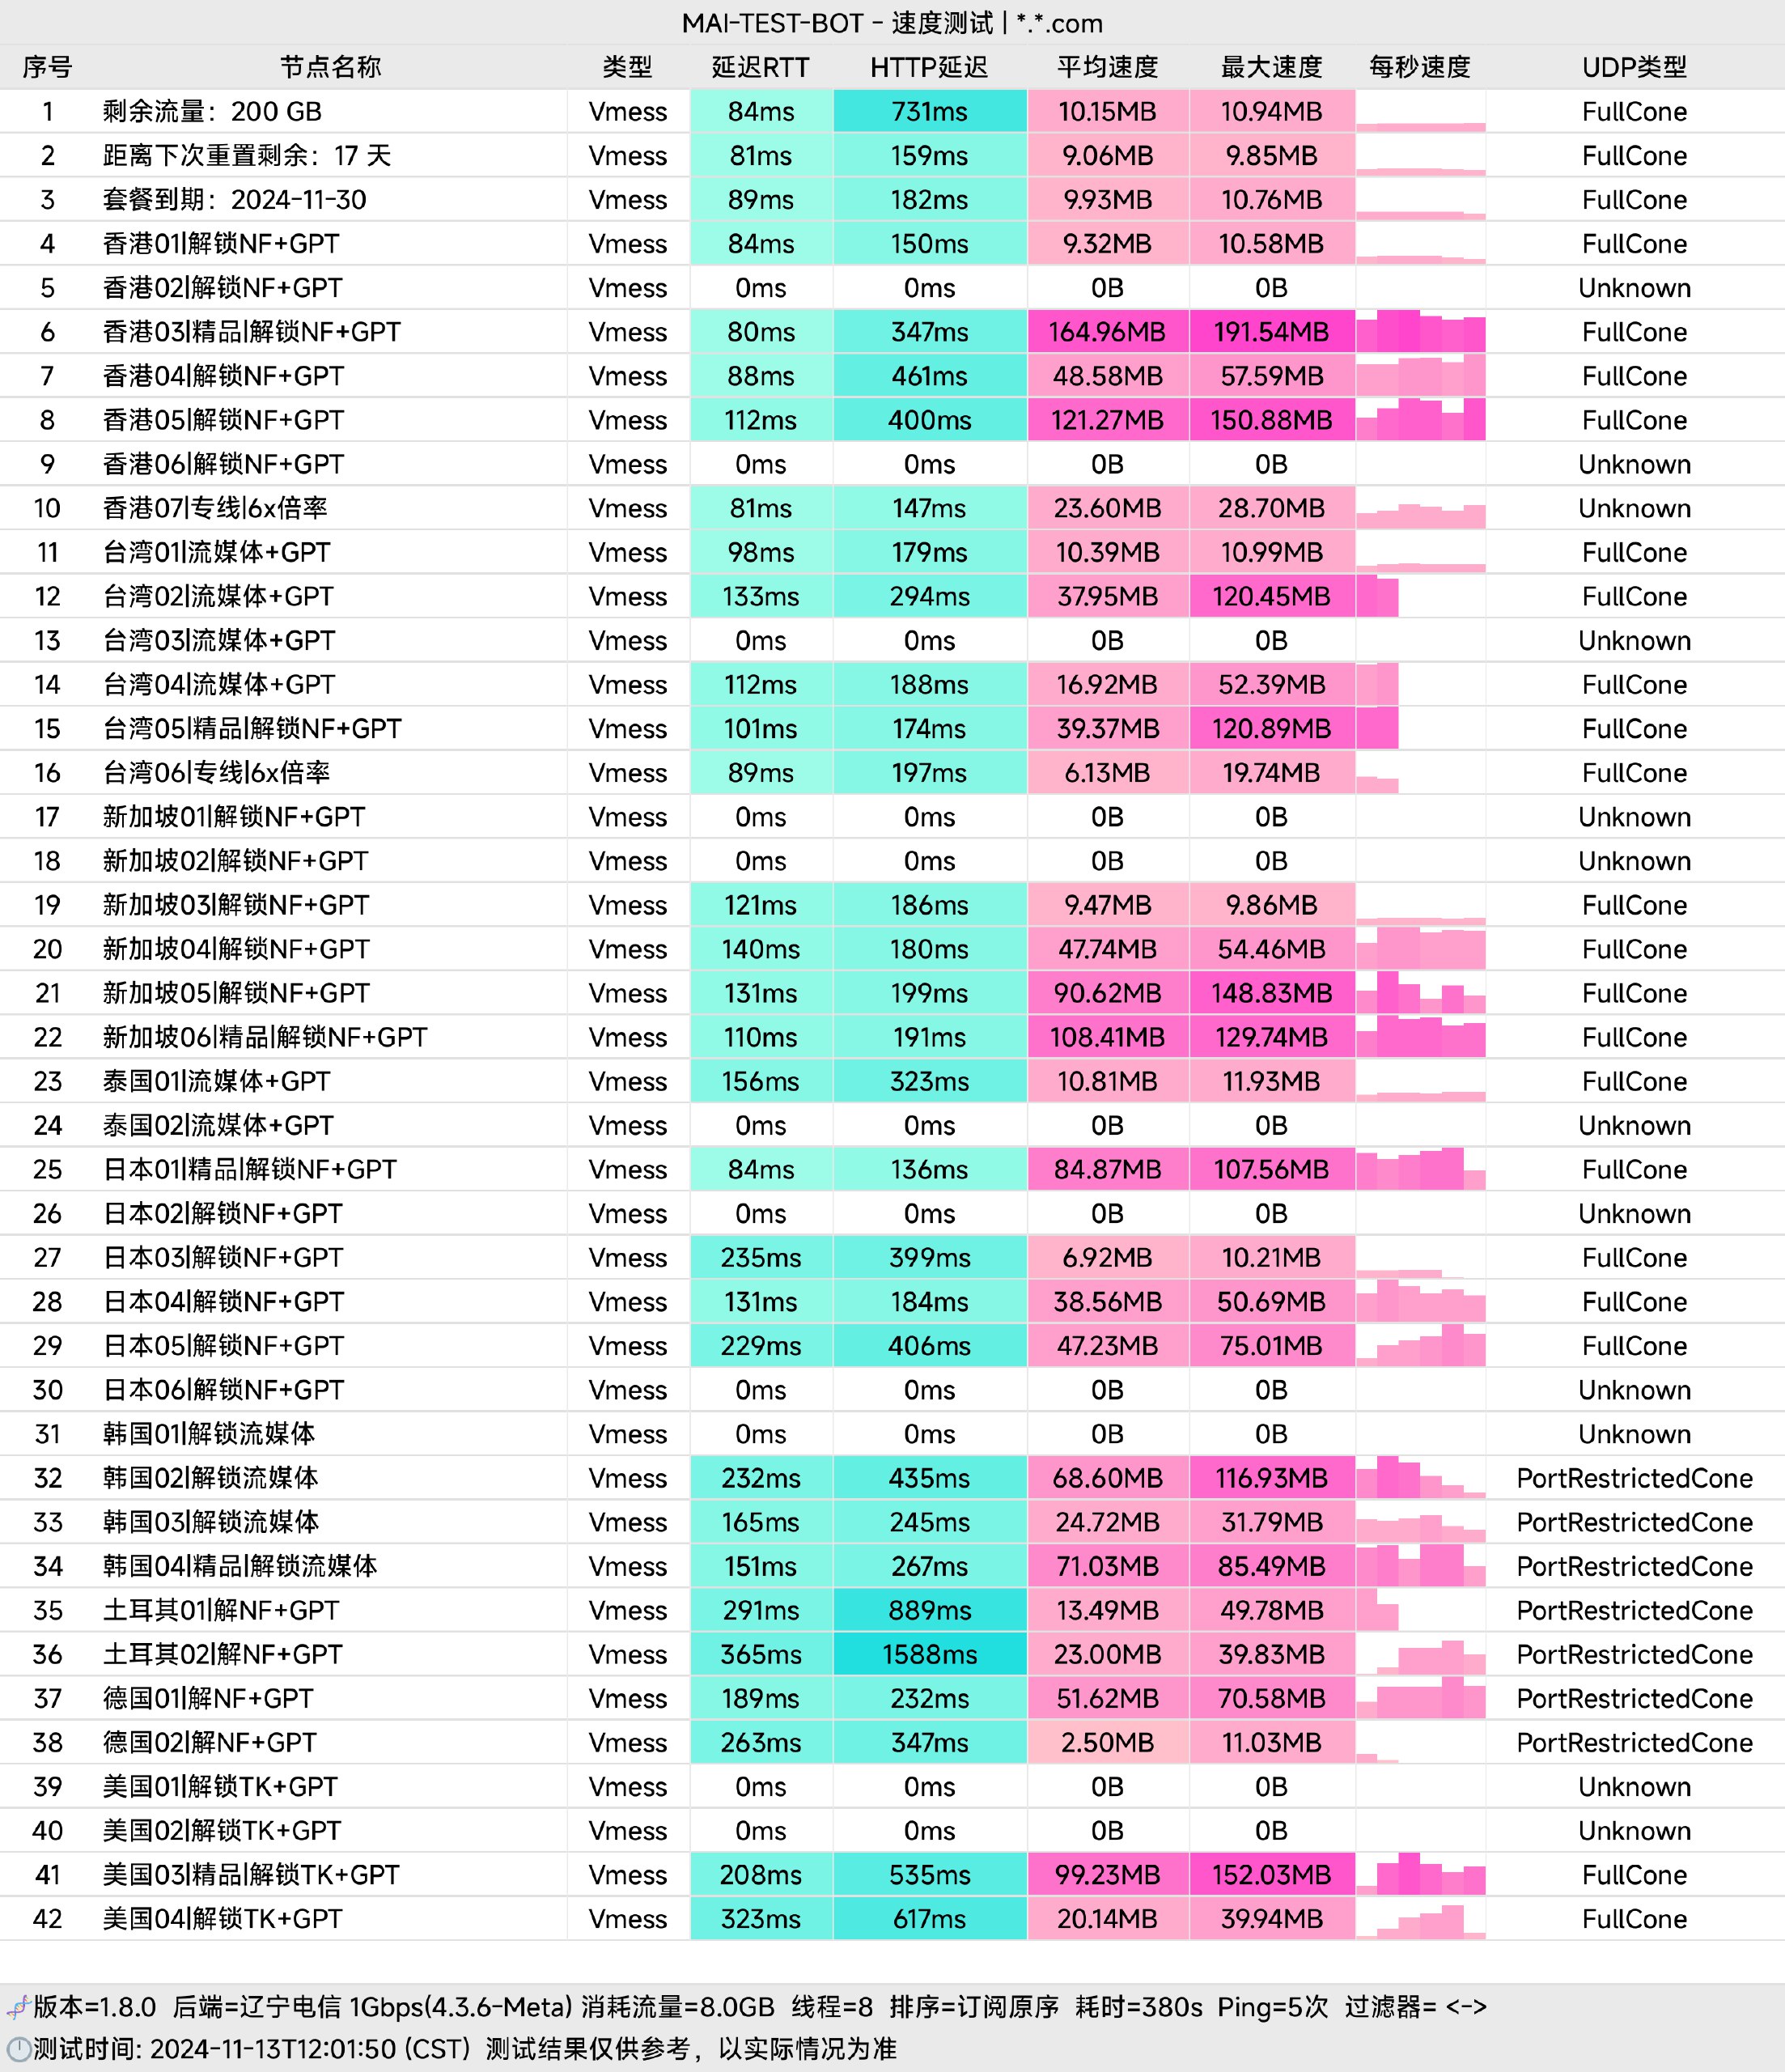 MAI-TEST-BOT - 速度测试 | *.*.com
序号 节点名称 类型 延迟RTT HTTP延迟 平均速度 最大速度 每秒速度 UDP类型
1 剩余流量：200 GB Vmess 84ms 731ms 10.15MB 10.94MB FullCone
2 距离下次重置剩余：17 天 Vmess 81ms 159ms 9.06MB 9.85MB FullCone
3 套餐到期：2024-11-30 Vmess 89ms 182ms 9.93MB 10.76MB FullCone
4 香港01|解锁NF+GPT Vmess 84ms 150ms 9.32MB 10.58MB FullCone
5 香港02|解锁NF+GPT Vmess 0ms 0ms 0B 0B Unknown
6 香港03|精品|解锁NF+GPT Vmess 80ms 347ms 164.96MB 191.54MB FullCone
7 香港04|解锁NF+GPT Vmess 88ms 461ms 48.58MB 57.59MB FullCone
8 香港05|解锁NF+GPT Vmess 112ms 400ms 121.27MB 150.88MB FullCone
9 香港06|解锁NF+GPT Vmess 0ms 0ms 0B 0B Unknown
10 香港07|专线|6x倍率 Vmess 81ms 147ms 23.60MB 28.70MB Unknown
11 台湾01|流媒体+GPT Vmess 98ms 179ms 10.39MB 10.99MB FullCone
12 台湾02|流媒体+GPT Vmess 133ms 294ms 37.95MB 120.45MB FullCone
13 台湾03|流媒体+GPT Vmess 0ms 0ms 0B 0B Unknown
14 台湾04|流媒体+GPT Vmess 112ms 188ms 16.92MB 52.39MB FullCone
15 台湾05|精品|解锁NF+GPT Vmess 101ms 174ms 39.37MB 120.89MB FullCone
16 台湾06|专线|6x倍率 Vmess 89ms 197ms 6.13MB 19.74MB FullCone
17 新加坡01|解锁NF+GPT Vmess 0ms 0ms 0B 0B Unknown
18 新加坡02|解锁NF+GPT Vmess 0ms 0ms 0B 0B Unknown
19 新加坡03|解锁NF+GPT Vmess 121ms 186ms 9.47MB 9.86MB FullCone
20 新加坡04|解锁NF+GPT Vmess 140ms 180ms 47.74MB 54.46MB FullCone
21 新加坡05|解锁NF+GPT Vmess 131ms 199ms 90.62MB 148.83MB FullCone
22 新加坡06|精品|解锁NF+GPT Vmess 110ms 191ms 108.41MB 129.74MB FullCone
23 泰国01|流媒体+GPT Vmess 156ms 323ms 10.81MB 11.93MB FullCone
24 泰国02|流媒体+GPT Vmess 0ms 0ms 0B 0B Unknown
25 日本01|精品|解锁NF+GPT Vmess 84ms 136ms 84.87MB 107.56MB FullCone
26 日本02|解锁NF+GPT Vmess 0ms 0ms 0B 0B Unknown
27 日本03|解锁NF+GPT Vmess 235ms 399ms 6.92MB 10.21MB FullCone
28 日本04|解锁NF+GPT Vmess 131ms 184ms 38.56MB 50.69MB FullCone
29 日本05|解锁NF+GPT Vmess 229ms 406ms 47.23MB 75.01MB FullCone
30 日本06|解锁NF+GPT Vmess 0ms 0ms 0B 0B Unknown
31 韩国01|解锁流媒体 Vmess 0ms 0ms 0B 0B Unknown
32 韩国02|解锁流媒体 Vmess 232ms 435ms 68.60MB 116.93MB PortRestrictedCone
33 韩国03|解锁流媒体 Vmess 165ms 245ms 24.72MB 31.79MB PortRestrictedCone
34 韩国04|精品|解锁流媒体 Vmess 151ms 267ms 71.03MB 85.49MB PortRestrictedCone
35 土耳其01|解NF+GPT Vmess 291ms 889ms 13.49MB 49.78MB PortRestrictedCone
36 土耳其02|解NF+GPT Vmess 365ms 1588ms 23.00MB 39.83MB PortRestrictedCone
37 德国01|解NF+GPT Vmess 189ms 232ms 51.62MB 70.58MB PortRestrictedCone
38 德国02|解NF+GPT Vmess 263ms 347ms 2.50MB 11.03MB PortRestrictedCone
39 美国01|解锁TK+GPT Vmess 0ms 0ms 0B 0B Unknown
40 美国02|解锁TK+GPT Vmess 0ms 0ms 0B 0B Unknown
41 美国03|精品|解锁TK+GPT Vmess 208ms 535ms 99.23MB 152.03MB FullCone
42 美国04|解锁TK+GPT Vmess 323ms 617ms 20.14MB 39.94MB FullCone
版本=1.8.0 后端=辽宁电信 1Gbps(4.3.6-Meta) 消耗流量=8.0GB 线程=8 排序=订阅原序 耗时=380s Ping=5次 过滤器= <->
测试时间: 2024-11-13T12:01:50 (CST) 测试结果仅供参考，以实际情况为准